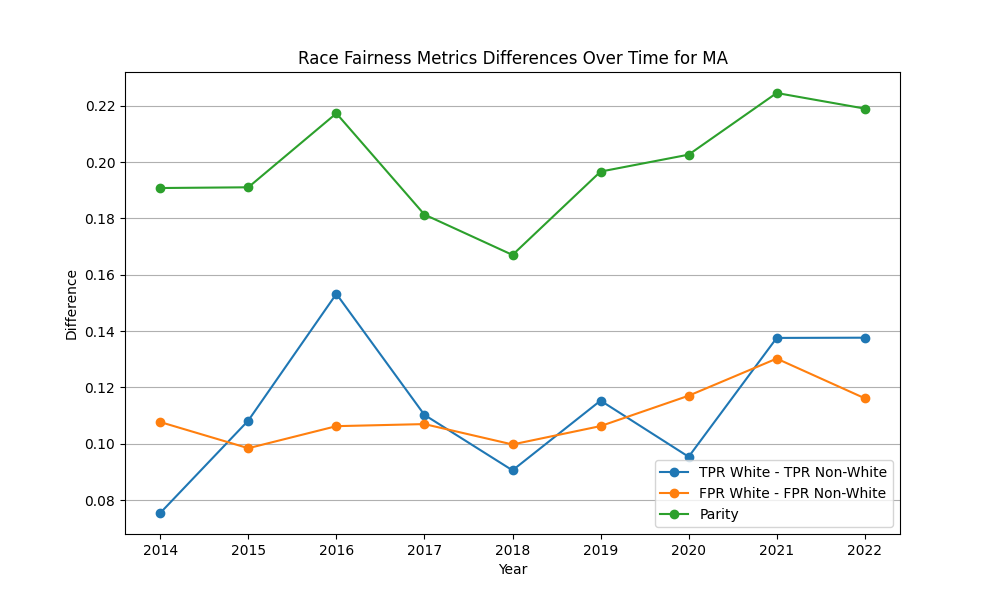 Race Fairness Metrics Differences Over Time for MA
0.22
0.20
0.18
0.16
0.14
0.12
0.10
0.08
Difference
TPR White - TPR Non-White
FPR White - FPR Non-White
Parity
2014 2015 2016 2017 2018 2019 2020 2021 2022
Year